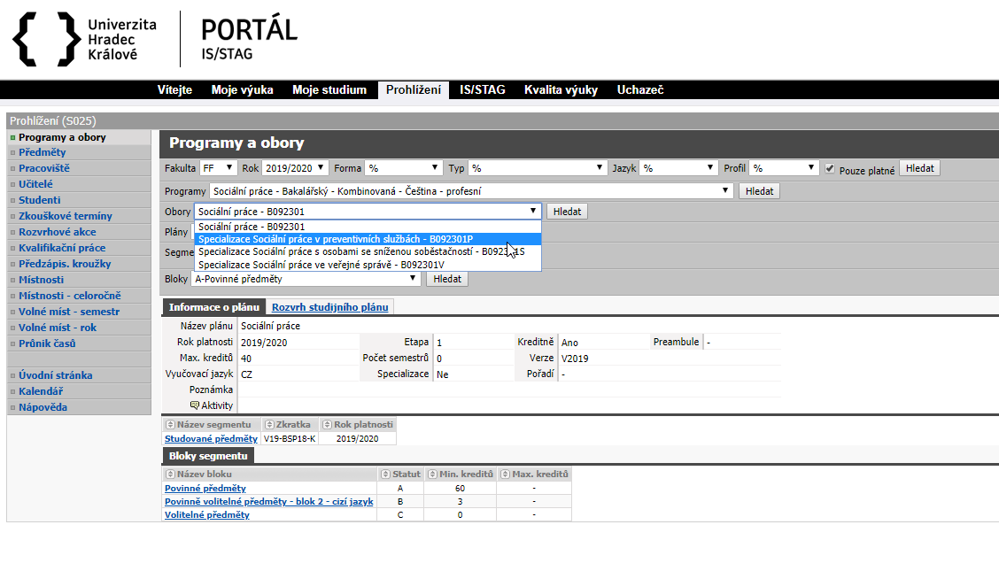 Univerzita
Hradec
Králové
PORTÁL
IS/STAG
Vítejte Moje výuka Moje studium Prohlížení IS/STAG Kvalita výuky Uchazeč
Prohlížení (S025)
Programy a obory
Předměty
Pracoviště
Učitelé
Studenti
Zkouškové termíny
Rozvrhové akce
Kvalifikační práce
Předzápis. kroužky
Místnosti
Místnosti - celoročně
Volné míst - semestr
Volné míst - rok
Průnik časů
Úvodní stránka
Kalendář
Nápověda
Programy a obory
Fakulta FF Rok 2019/2020 Forma % Typ % Jazyk % Profil % Pouze platné Hledat
Programy Sociální práce - Bakalářský - Kombinovaná - Čeština - profesní Hledat
Obory Sociální práce - B092301 Hledat
Sociální práce - B092301
Plány
Specializace Sociální práce v preventivních službách - B092301P
Segme Specializace Sociální práce s osobami se sníženou soběstačností -
Specializace Sociální práce ve veřejné správě - B092301V
Bloky A-Povinné předměty Hledat
Informace o plánu Rozvrh studijního plánu
Název plánu Sociální práce
Rok platnosti 2019/2020 Etapa 1 Kreditně Ano Preambule -
Max. kreditů 40 Počet semestrů 0 Verze V2019
Vyučovací jazyk CZ Specializace Ne Pořadí -
Poznámka
Aktivity
Název segmentu Zkratka Rok platnosti
Studované předměty V19-BSP18-K 2019/2020
Bloky segmentu
Název bloku Statut Min. kreditů Max. kreditů
Povinné předměty A 60 -
Povinně volitelné předměty - blok 2 - cizí jazyk B 3 -
Volitelné předměty C 0 -